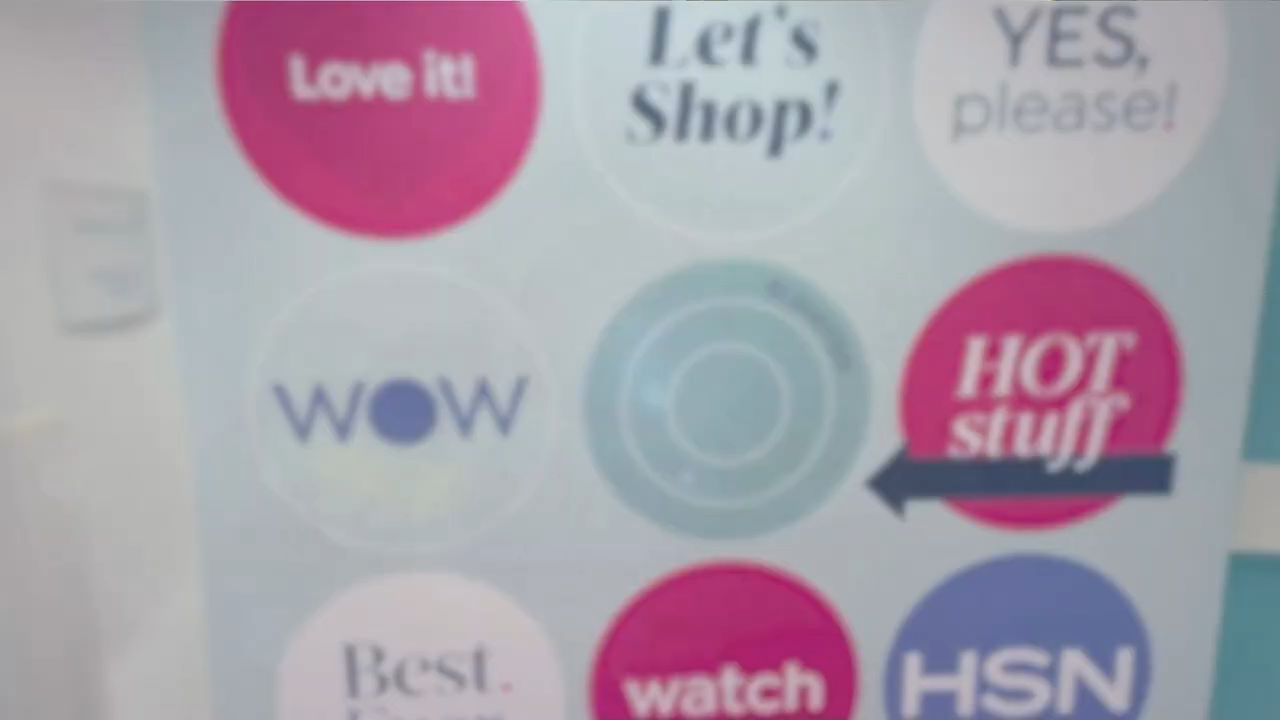 Love it!
Let's
Shop!
YES,
please!
WOW
HOT
stuff
Best.
watch
HSN